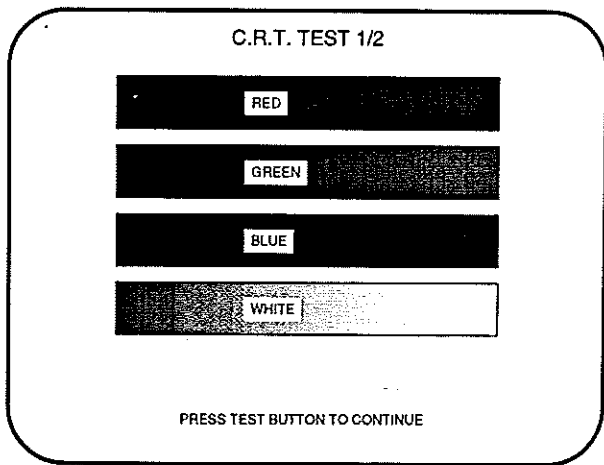 C.R.T. TEST 1/2
RED
GREEN
BLUE
WHITE
PRESS TEST BUTTON TO CONTINUE